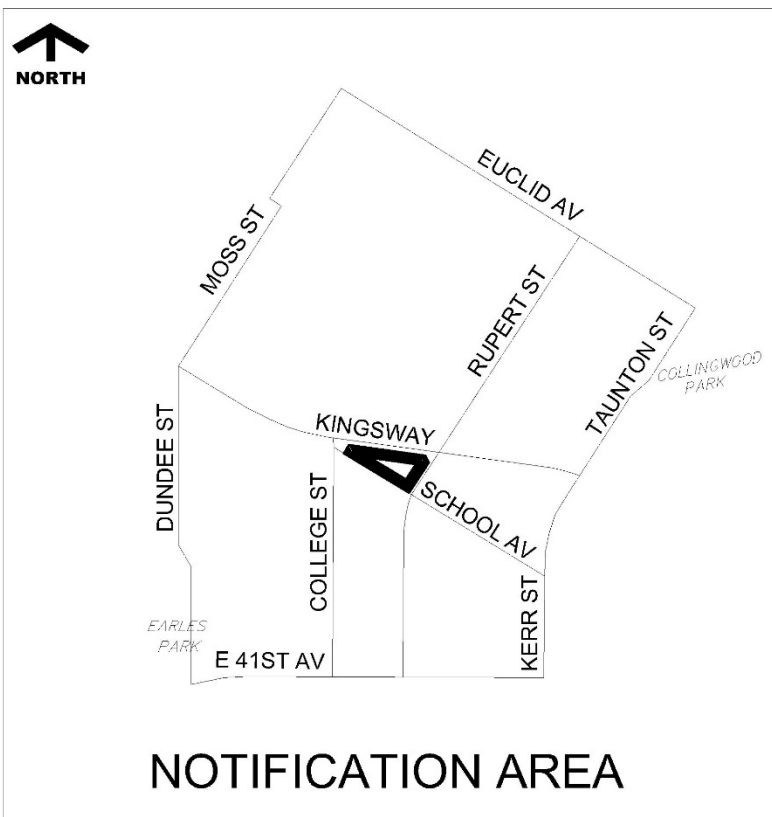 NORTH
EUCLID AV
MOSS ST
RUPERT ST
TAUNTON ST
COLLINGWOOD
PARK
KINGSWAY
DUNDEE ST
COLLEGE ST
SCHOOL AV
KERR ST
EARLES
PARK
E 41ST AV
NOTIFICATION AREA